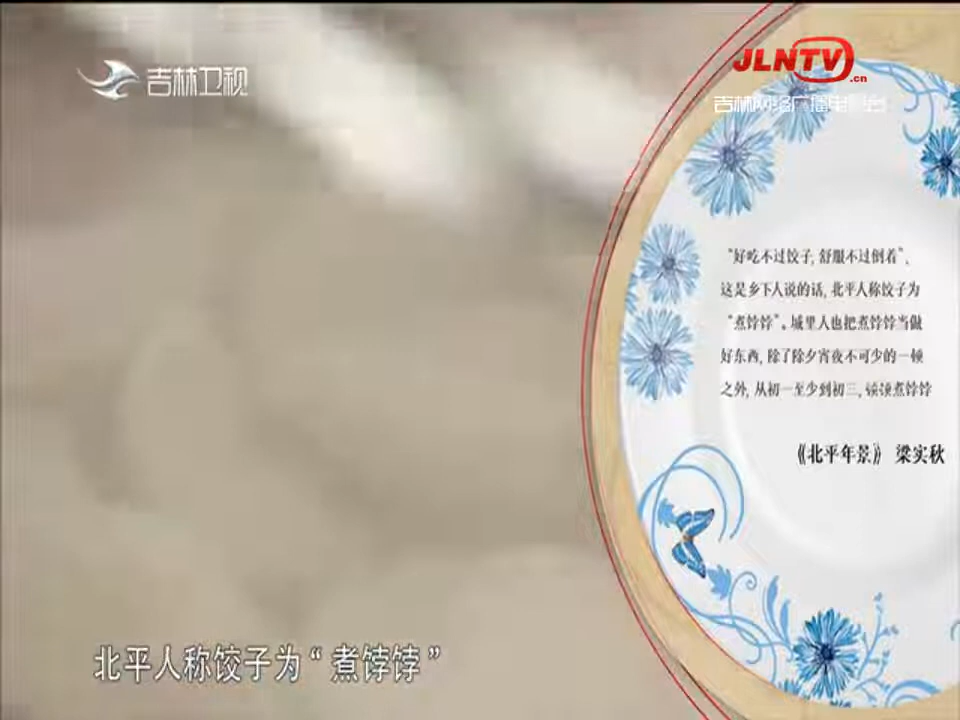 吉林卫视
JLNTV.cn
吉林网络广播电视台
“好吃不过饺子, 舒服不过倒着”、
这是乡下人说的话, 北平人称饺子为
“煮饽饽”。城里人也把煮饽饽当做
好东西, 除了除夕宵夜不可少的一顿
之外, 从初一至少到初三, 顿顿煮饽饽
《北平年景》 梁实秋
北平人称饺子为“煮饽饽”